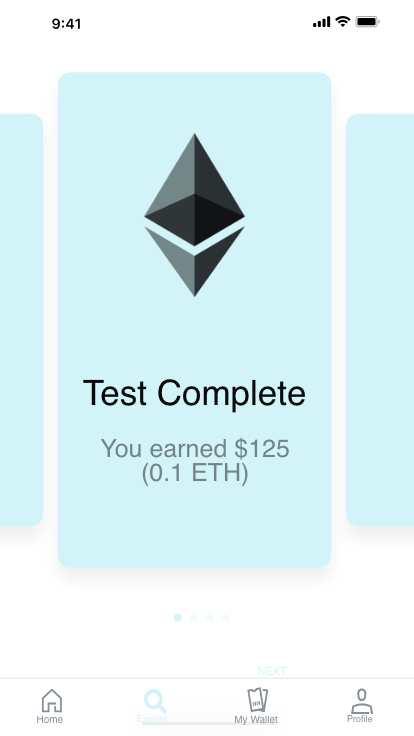 9:41
Test Complete
You earned $125
(0.1 ETH)
NEXT
Home
Explore
My Wallet
Profile